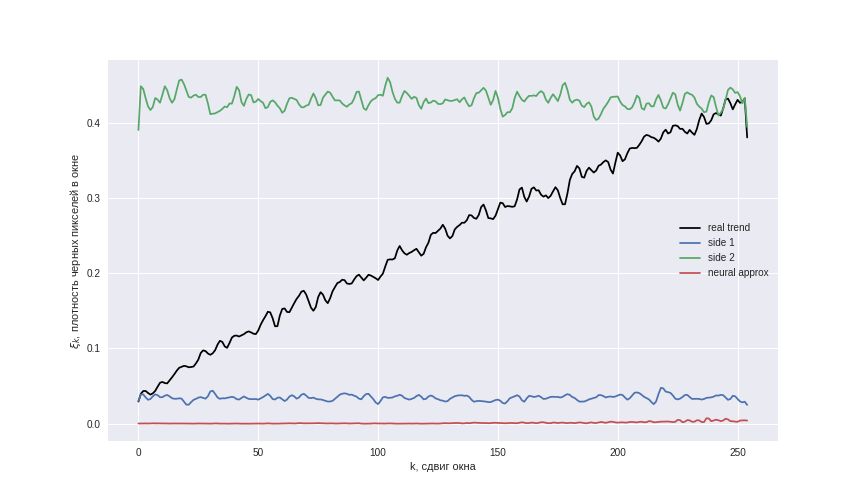 0.4
0.3
0.2
0.1
0.0
ξk, плотность черных пикселей в окне
real trend
side 1
side 2
neural approx
0 50 100 150 200 250
k, сдвиг окна